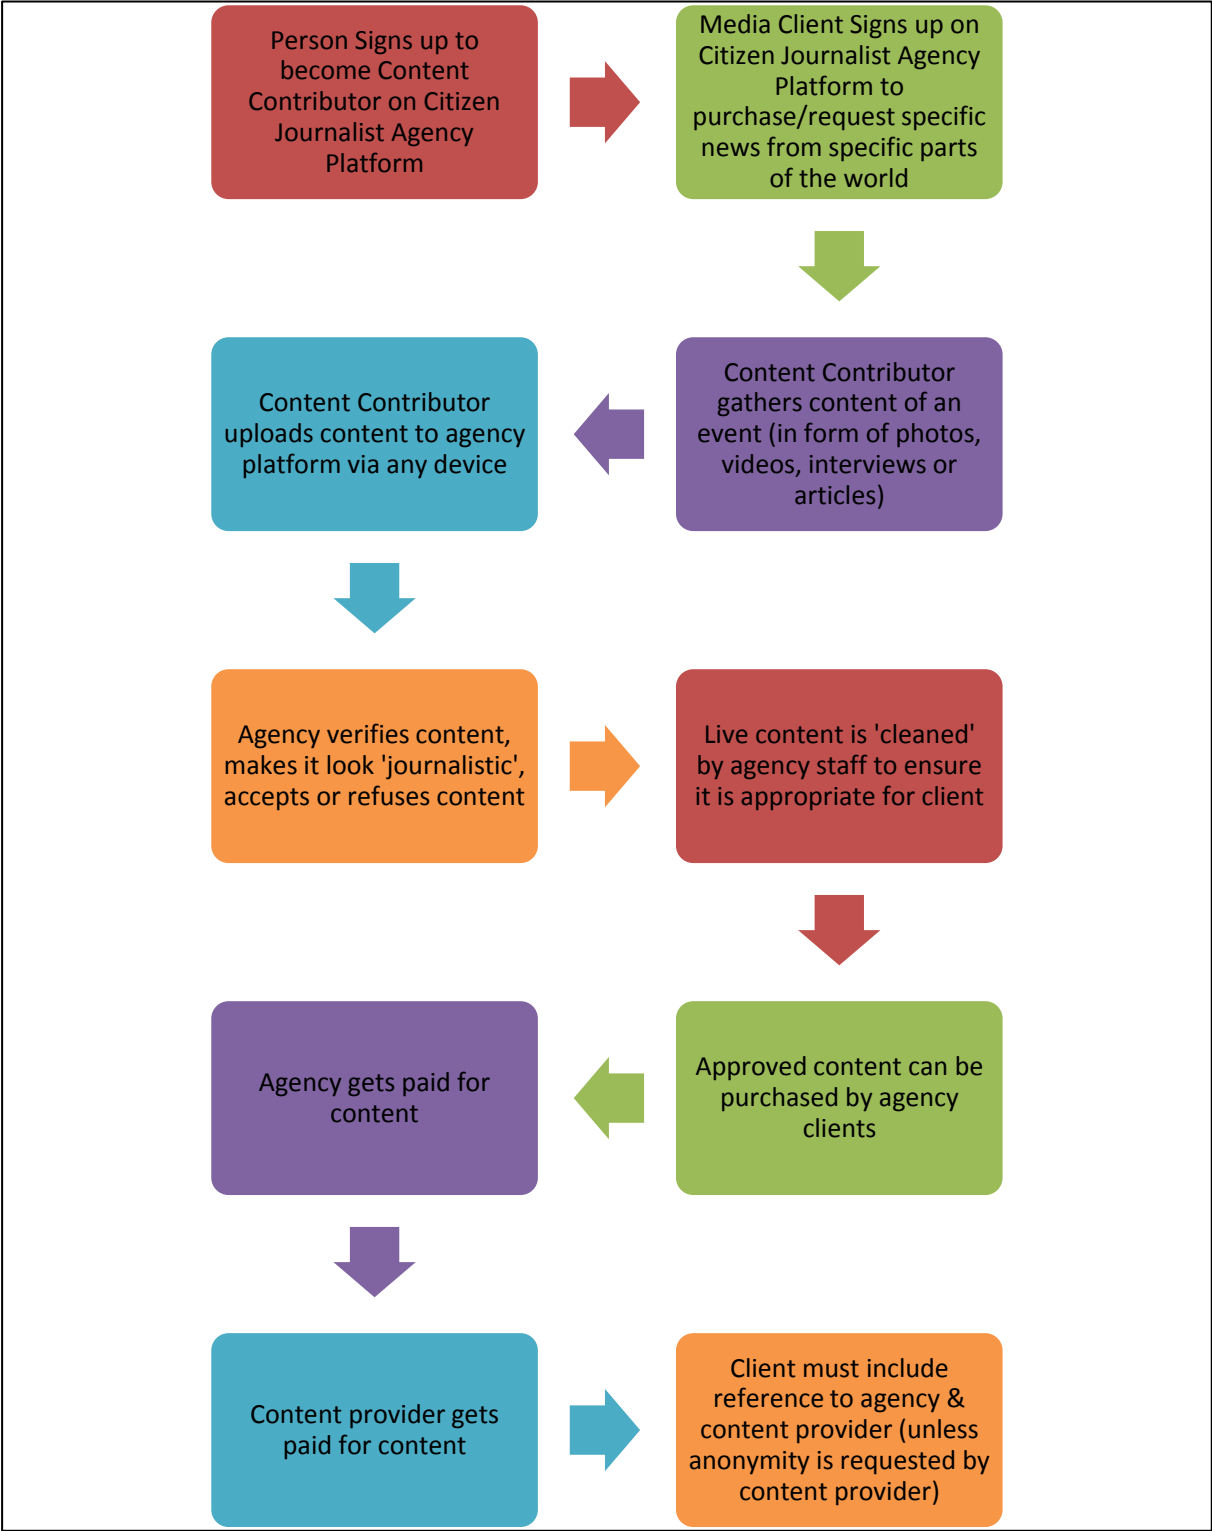 Person Signs up to
become Content
Contributor on Citizen
Journalist Agency
Platform
Media Client Signs up on
Citizen Journalist Agency
Platform to
purchase/request specific
news from specific parts
of the world
Content Contributor
gathers content of an
event (in form of photos,
videos, interviews or
articles)
Content Contributor
uploads content to agency
platform via any device
Agency verifies content,
makes it look 'journalistic',
accepts or refuses content
Live content is 'cleaned'
by agency staff to ensure
it is appropriate for client
Approved content can be
purchased by agency
clients
Agency gets paid for
content
Content provider gets
paid for content
Client must include
reference to agency &
content provider (unless
anonymity is requested by
content provider)